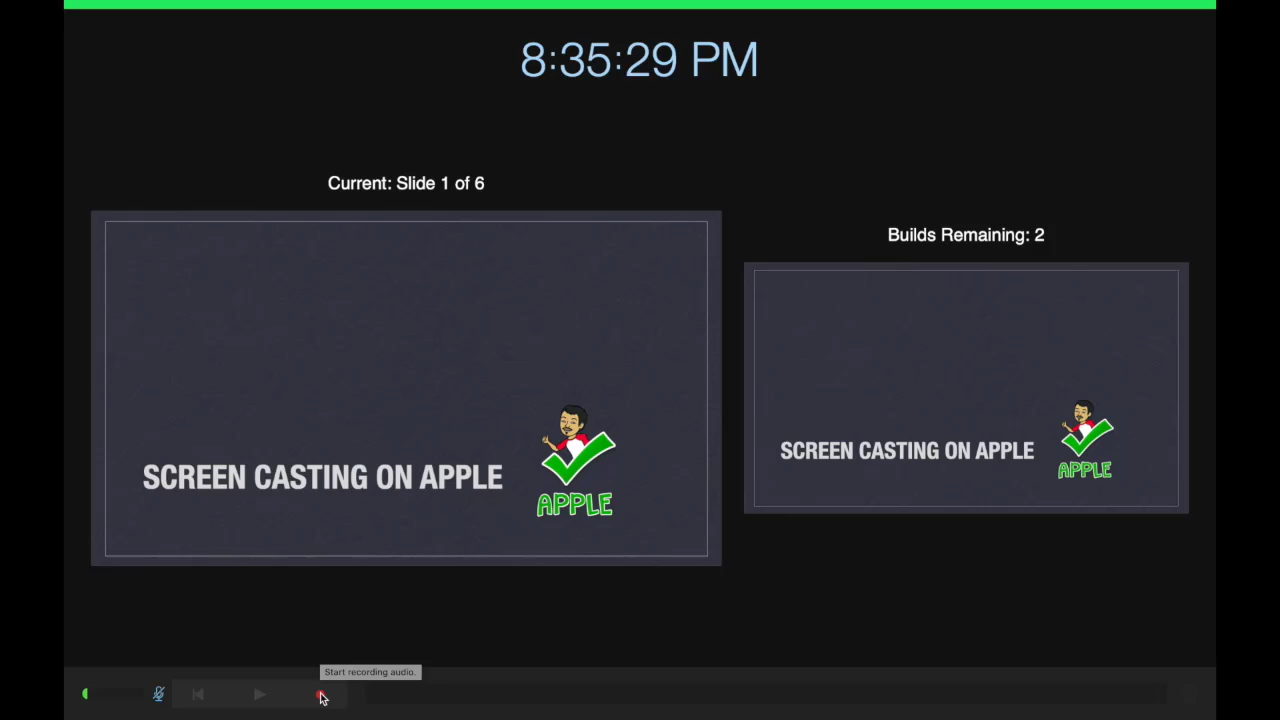 8:35:29 PM
Current: Slide 1 of 6
Builds Remaining: 2
SCREEN CASTING ON APPLE
APPLE
SCREEN CASTING ON APPLE
APPLE
Start recording audio.